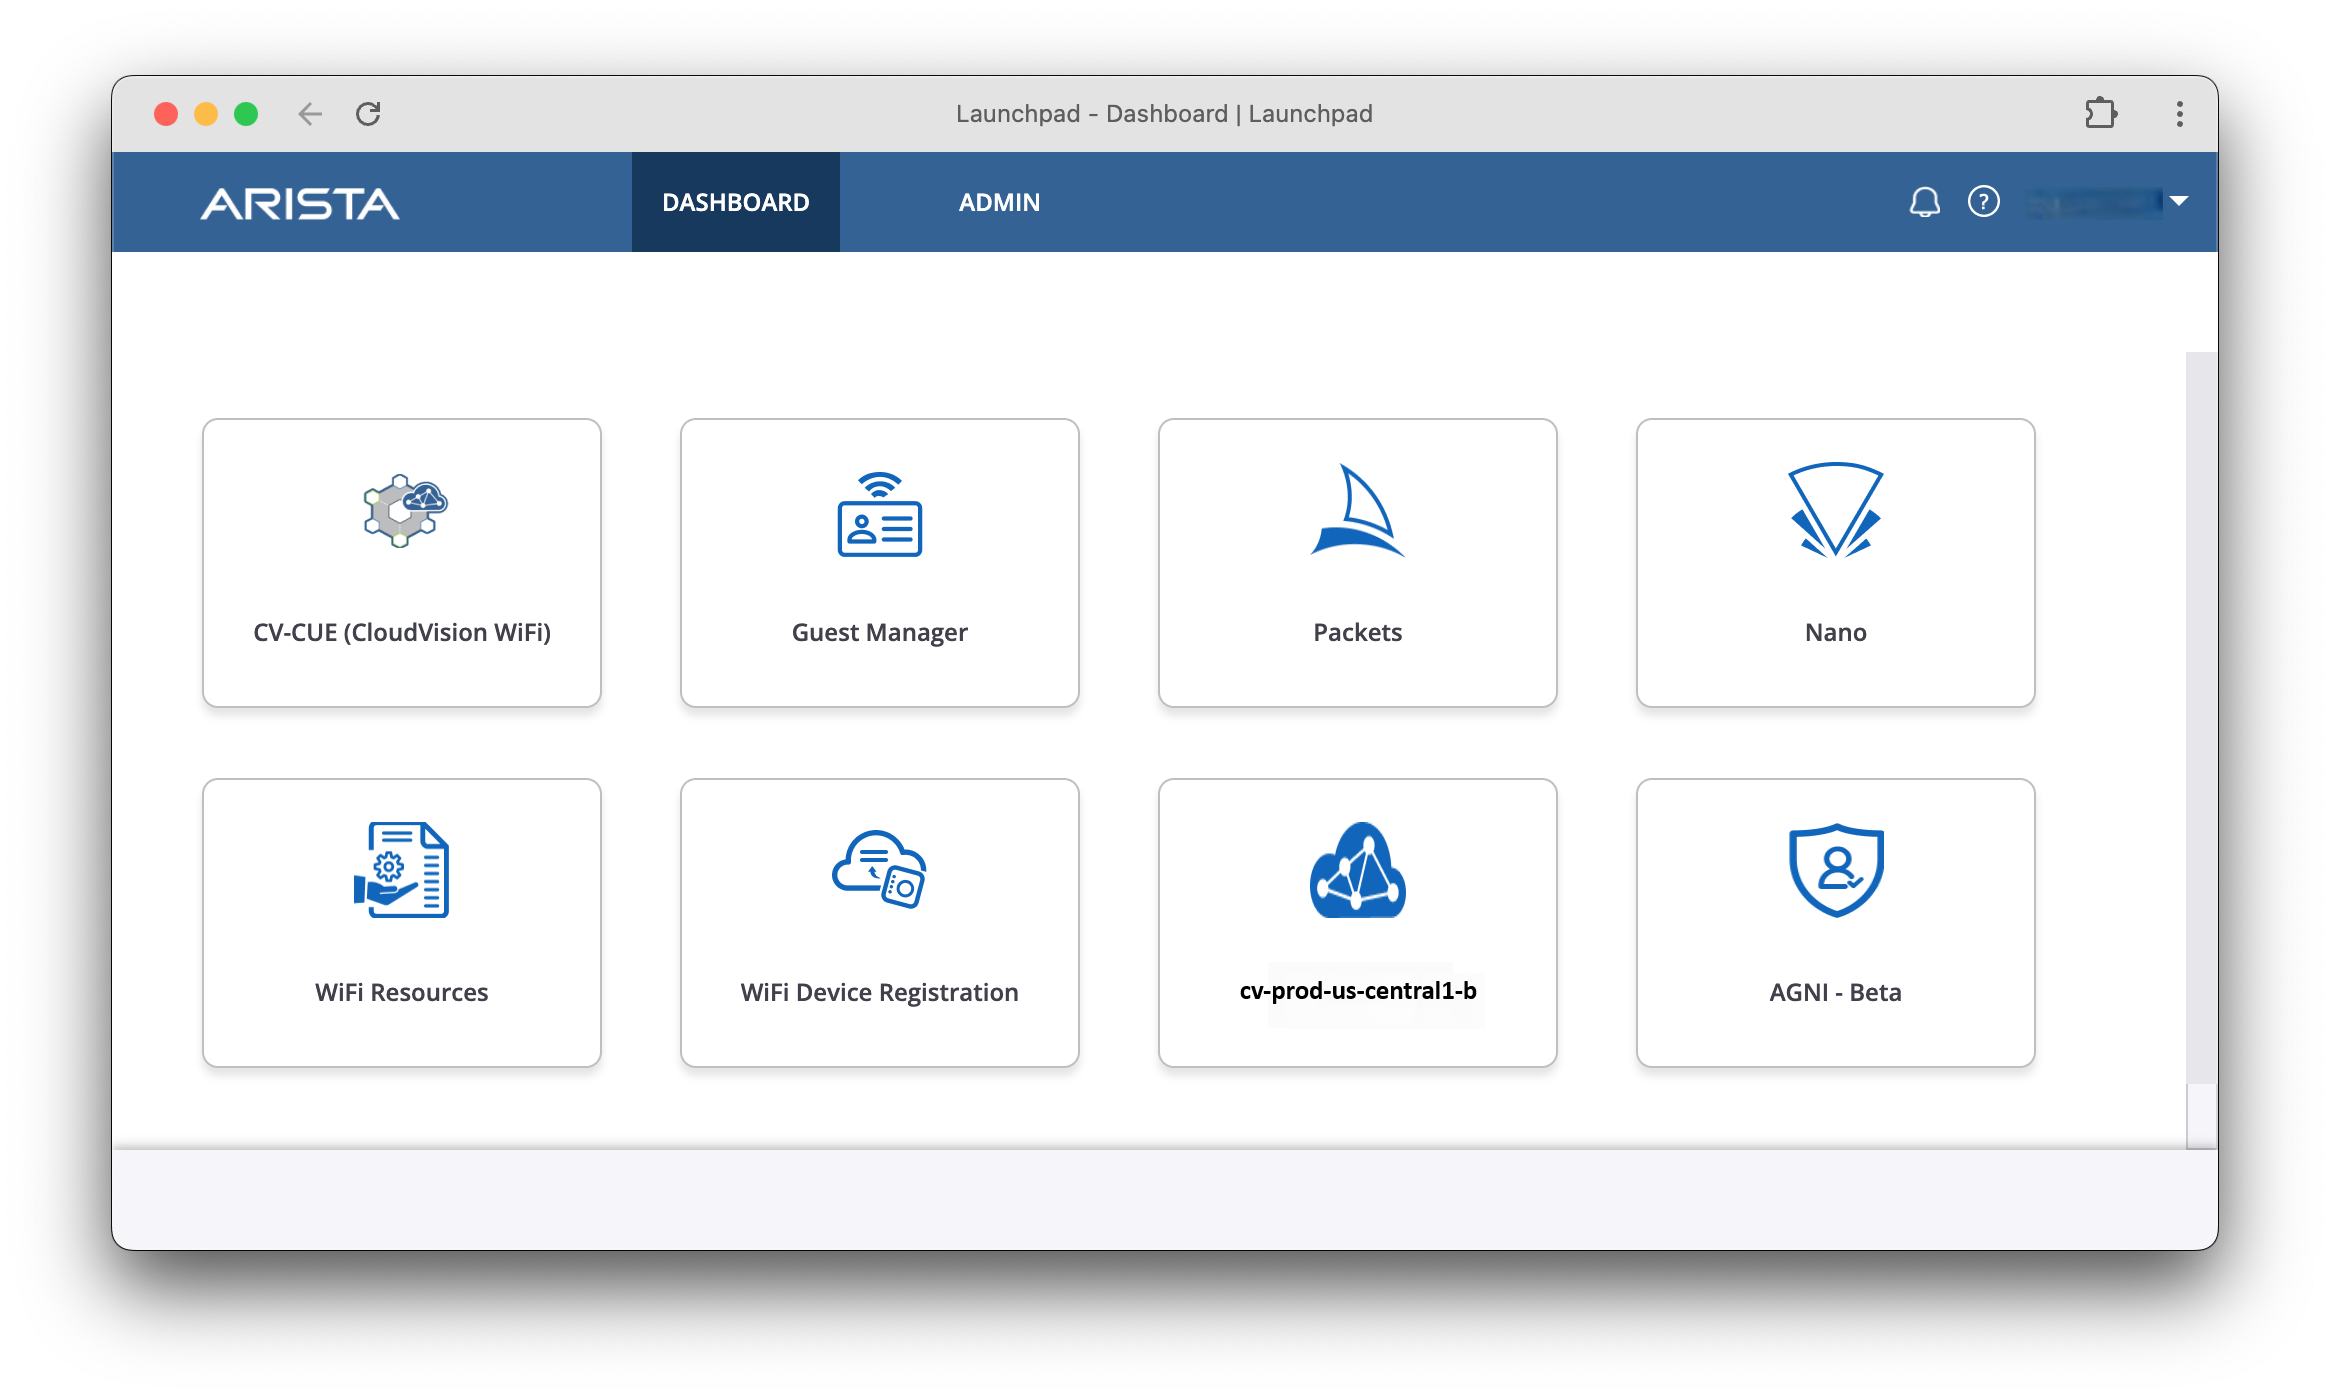 Launchpad - Dashboard | Launchpad
ARISTA
DASHBOARD
ADMIN
?
CV-CUE (CloudVision WiFi)
Guest Manager
Packets
Nano
WiFi Resources
WiFi Device Registration
cv-prod-us-central1-b
AGNI - Beta